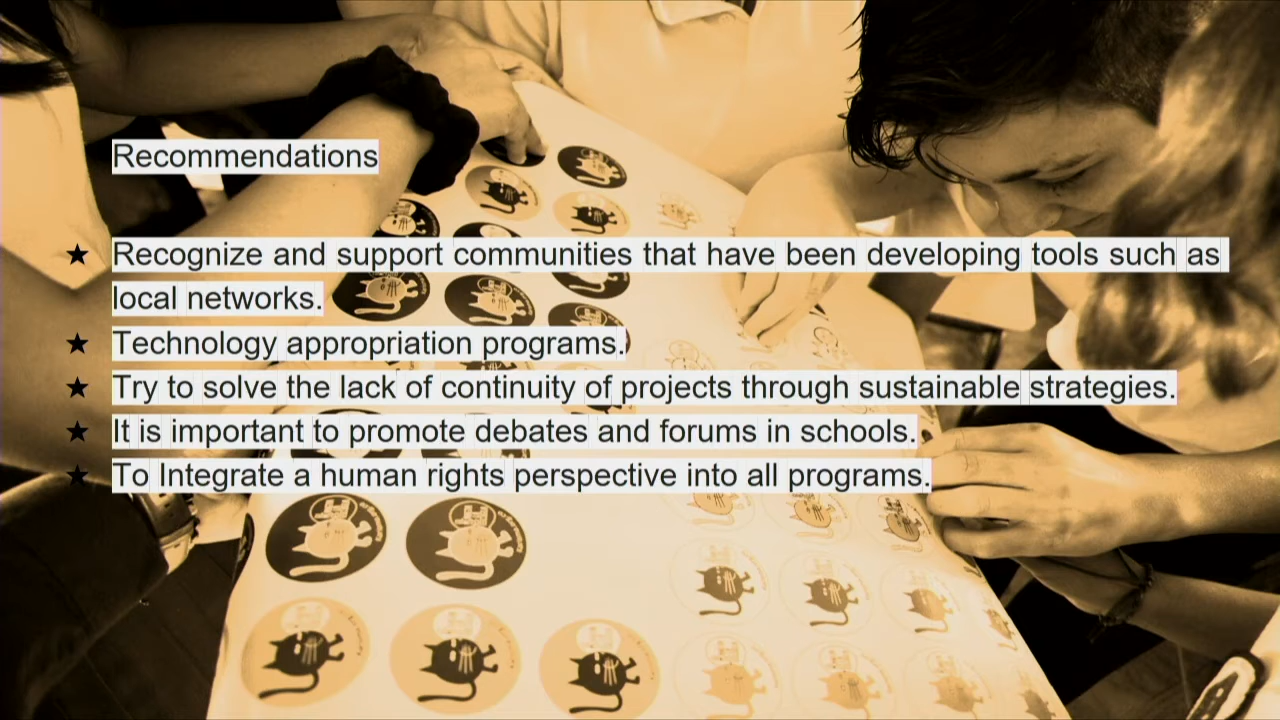 Recommendations
★ Recognize and support communities that have been developing tools such as
local networks.
★ Technology appropriation programs.
★ Try to solve the lack of continuity of projects through sustainable strategies.
★ It is important to promote debates and forums in schools.
★ To Integrate a human rights perspective into all programs.